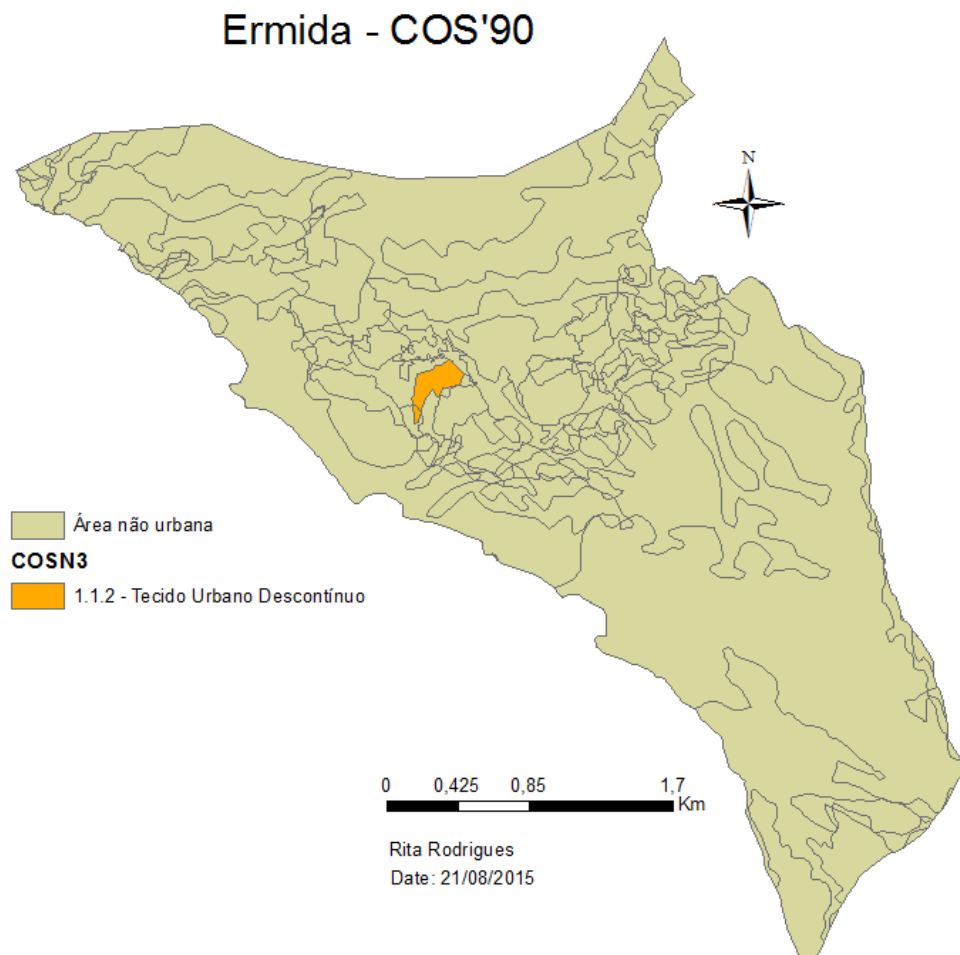 Ermida - COS'90
N
Área não urbana
COSN3
1.1.2 - Tecido Urbano Descontínuo
0 0,425 0,85 1,7
Km
Rita Rodrigues
Date: 21/08/2015